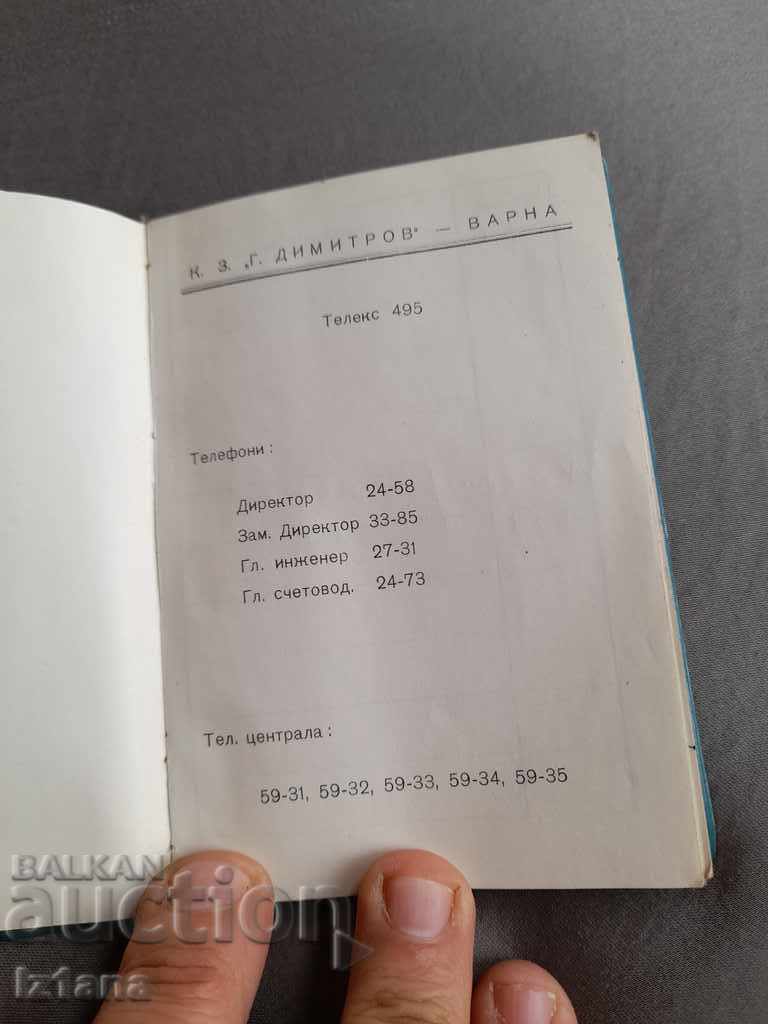 К. З. „Г. ДИМИТРОВ" — ВАРНА
Телекс 495
Телефони :
Директор 24-58
Зам. Директор 33-85
Гл. инженер 27-31
Гл. счетовод. 24-73
Тел. централа :
59-31, 59-32, 59-33, 59-34, 59-35
BALKAN
auction
Iz1ana